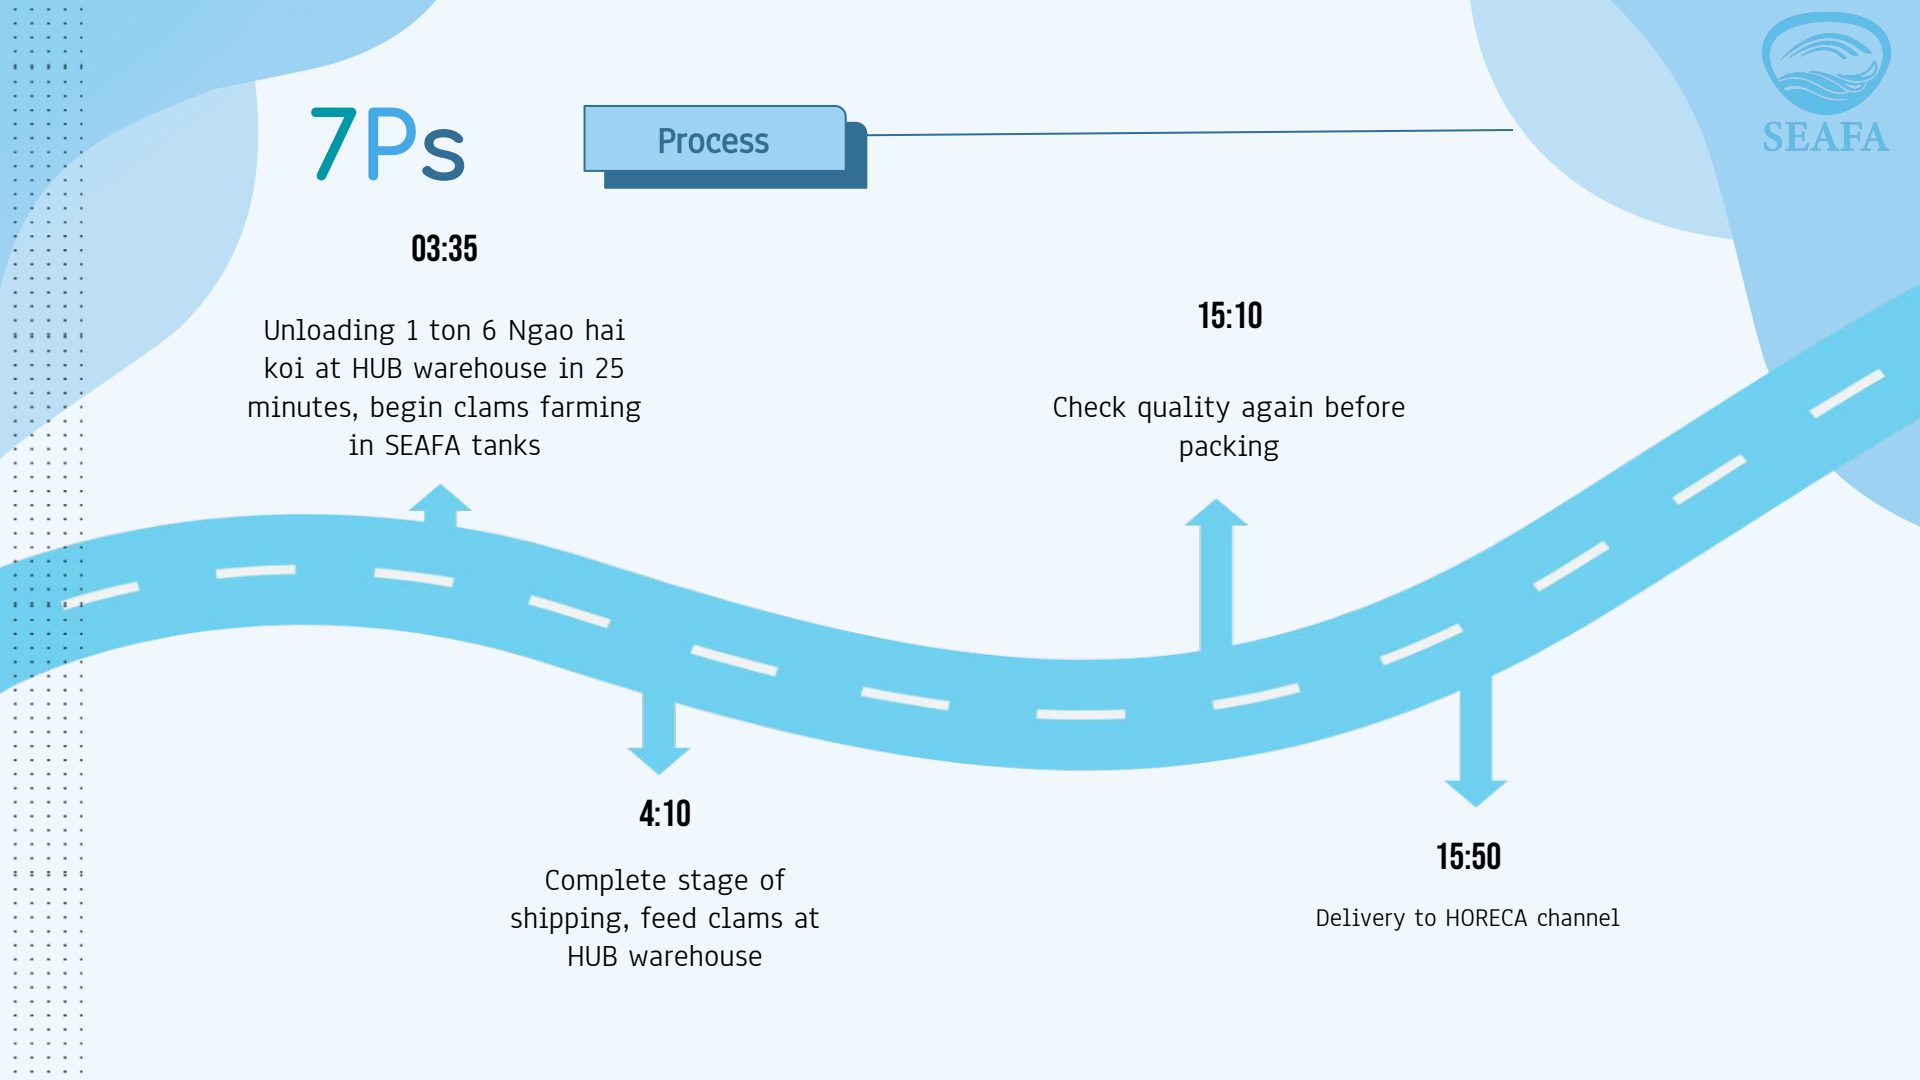 SEAFA
7Ps
Process
03:35
Unloading 1 ton 6 Ngao hai
koi at HUB warehouse in 25
minutes, begin clams farming
in SEAFA tanks
15:10
Check quality again before
packing
4:10
Complete stage of
shipping, feed clams at
HUB warehouse
15:50
Delivery to HORECA channel